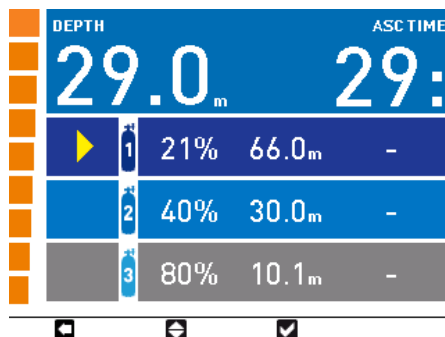 DEPTH ASC TIME
29.0m 29:
1 21% 66.0m -
2 40% 30.0m -
3 80% 10.1m -